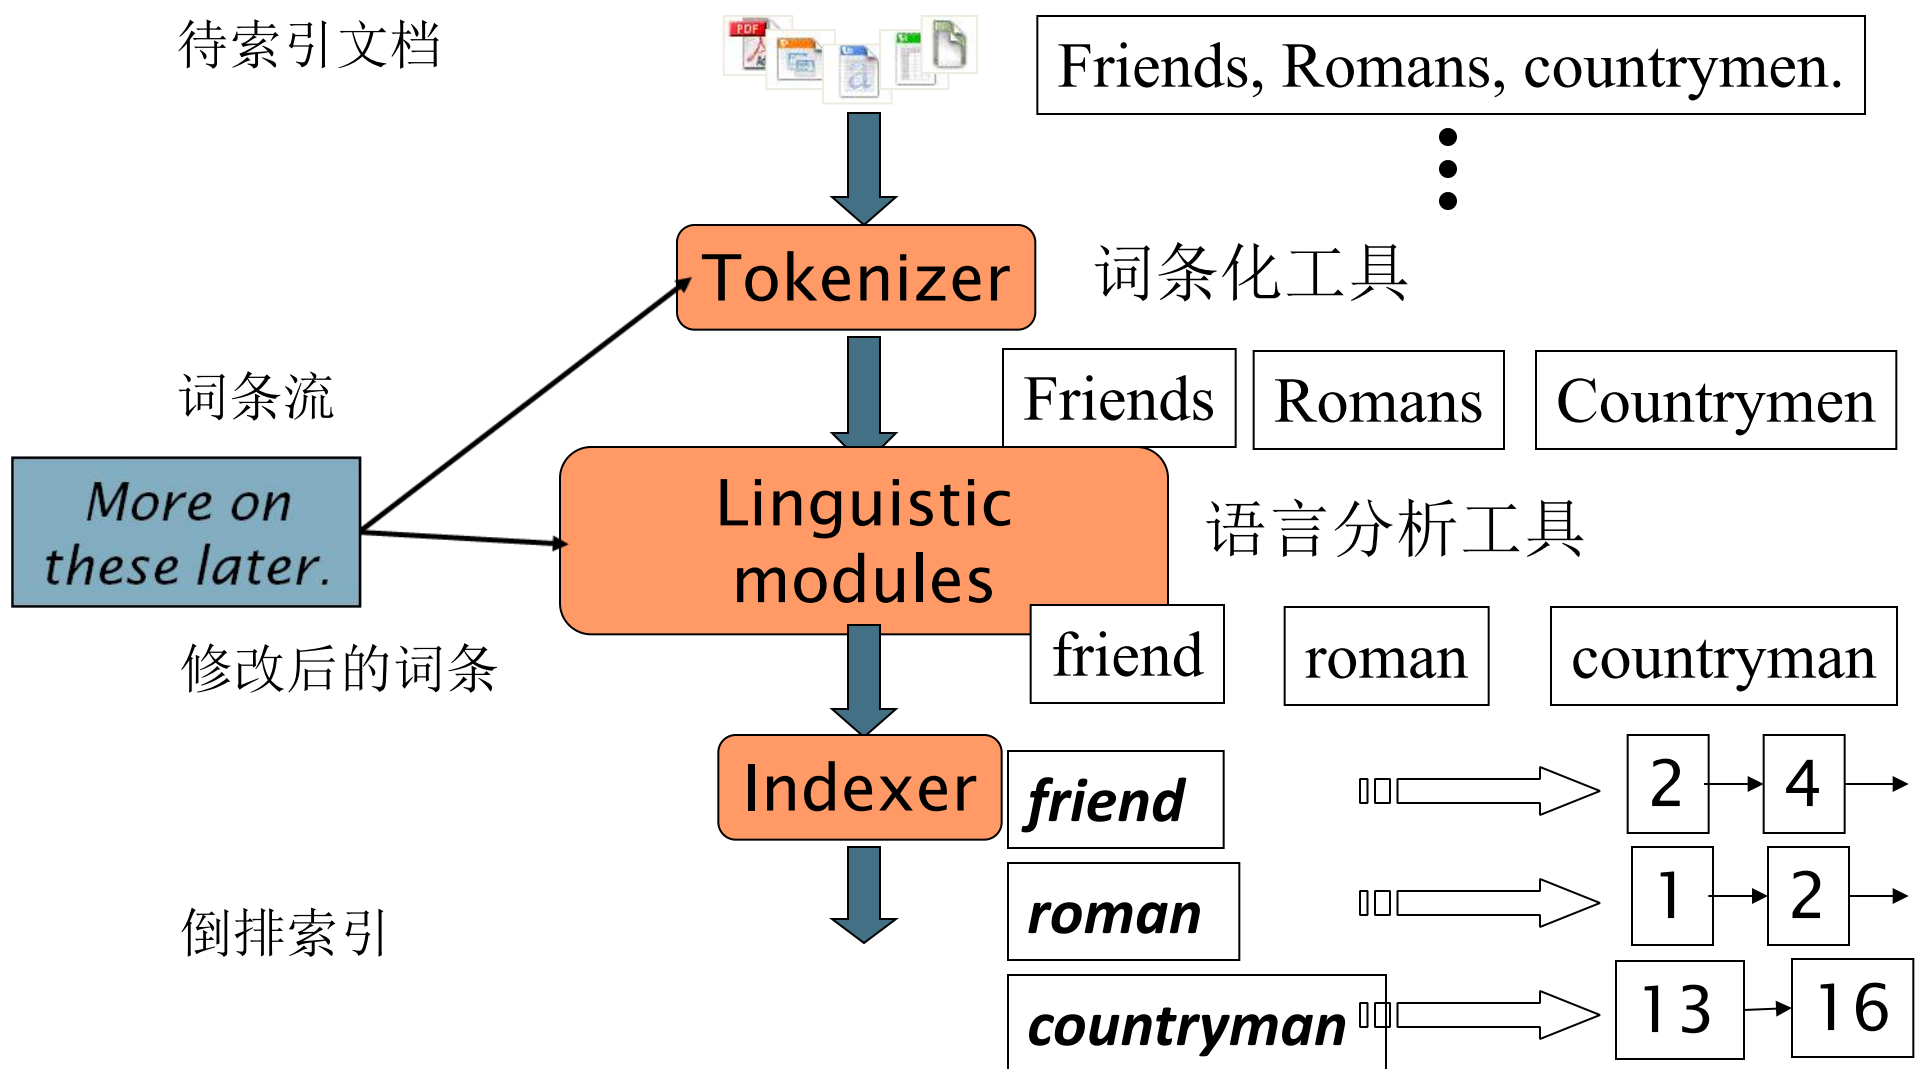 待索引文档
PDF
Friends, Romans, countrymen.
Tokenizer
词条化工具
词条流
Friends
Romans
Countrymen
More on
these later.
Linguistic
modules
语言分析工具
修改后的词条
friend
roman
countryman
Indexer
friend
2
4
roman
1
2
倒排索引
countryman
13
16